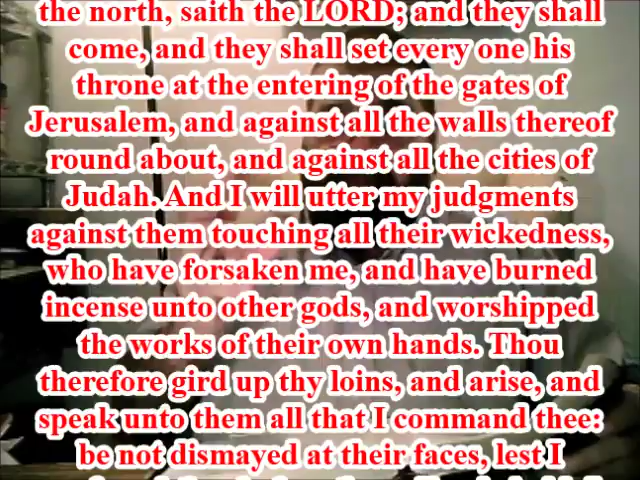 the north, saith the LORD; and they shall
come, and they shall set every one his
throne at the entering of the gates of
Jerusalem, and against all the walls thereof
round about, and against all the cities of
Judah. And I will utter my judgments
against them touching all their wickedness,
who have forsaken me, and have burned
incense unto other gods, and worshipped
the works of their own hands. Thou
therefore gird up thy loins, and arise, and
speak unto them all that I command thee:
be not dismayed at their faces, lest I